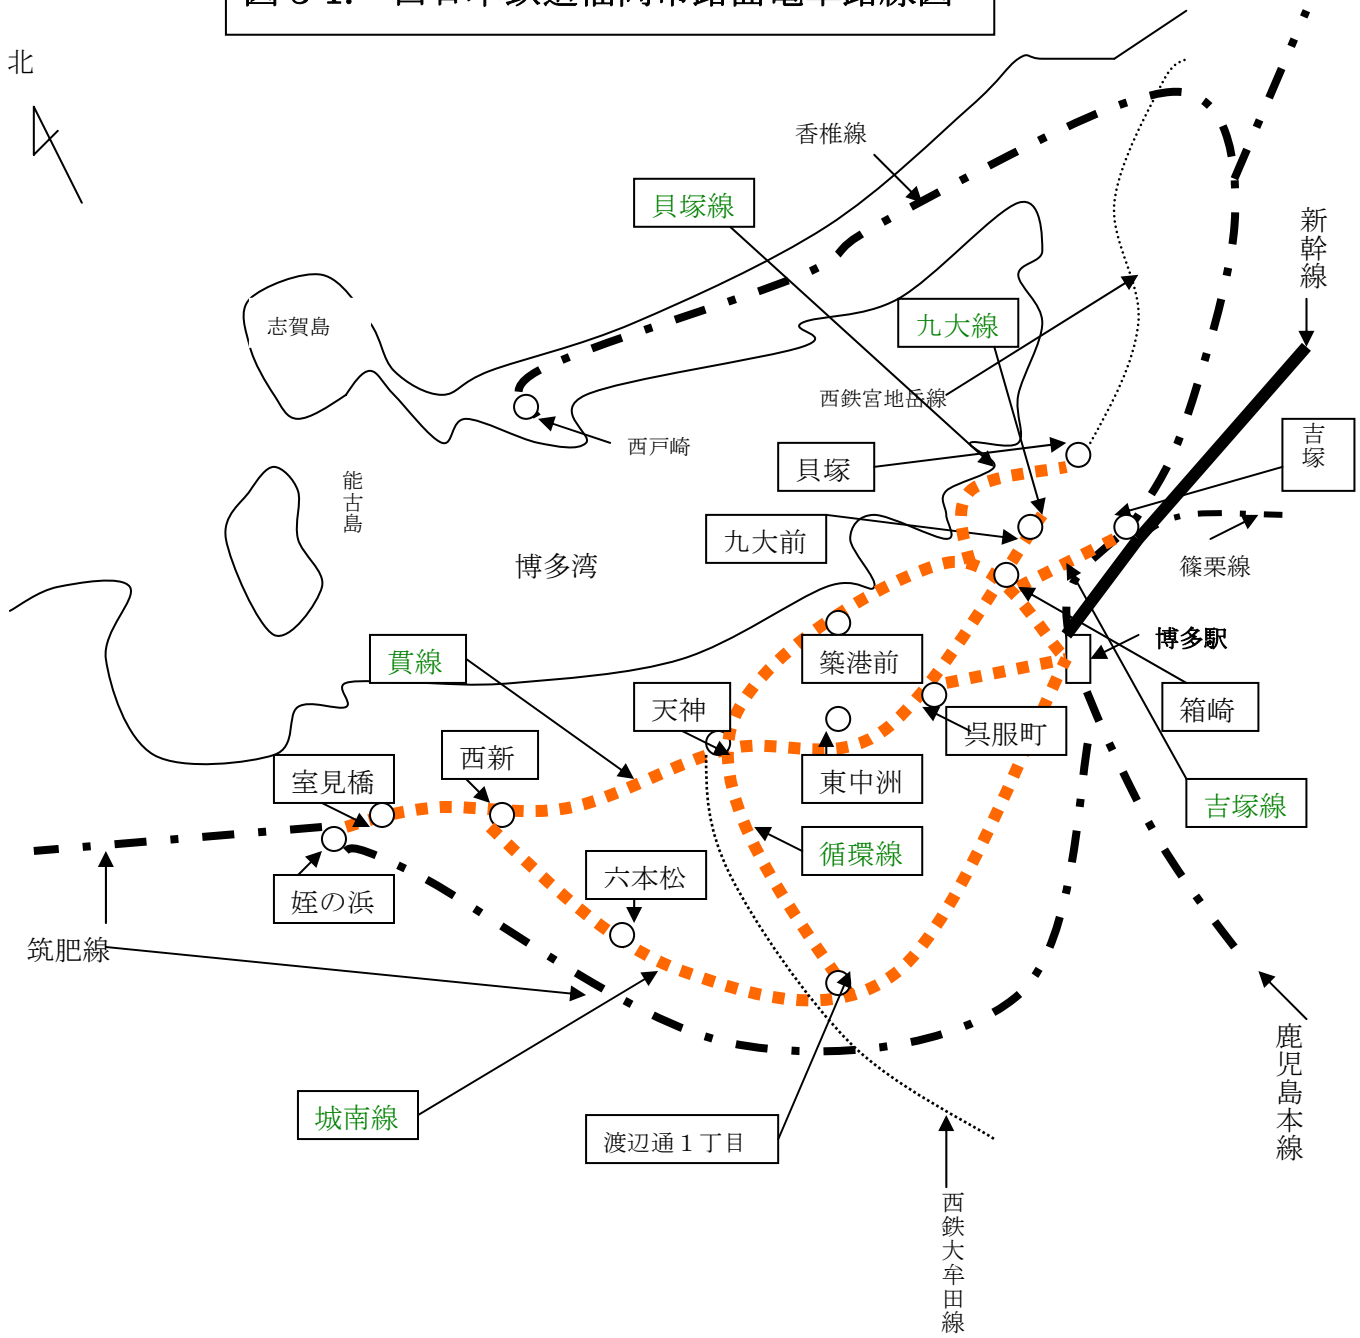 北
香椎線
貝塚線
新幹線
志賀島
九大線
西鉄宮地岳線
西戸崎
吉塚
貝塚
能古島
九大前
博多湾
篠栗線
博多駅
貫線
築港前
天神
箱崎
呉服町
西新
室見橋
東中洲
吉塚線
循環線
六本松
姪の浜
筑肥線
鹿児島本線
城南線
渡辺通1丁目
西鉄大牟田線